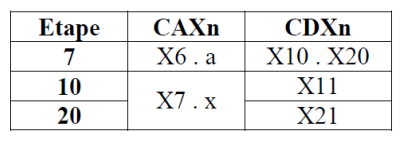 Etape CAXn CDXn
7 X6 . a X10 . X20
10 X7 . x X11
20 X21